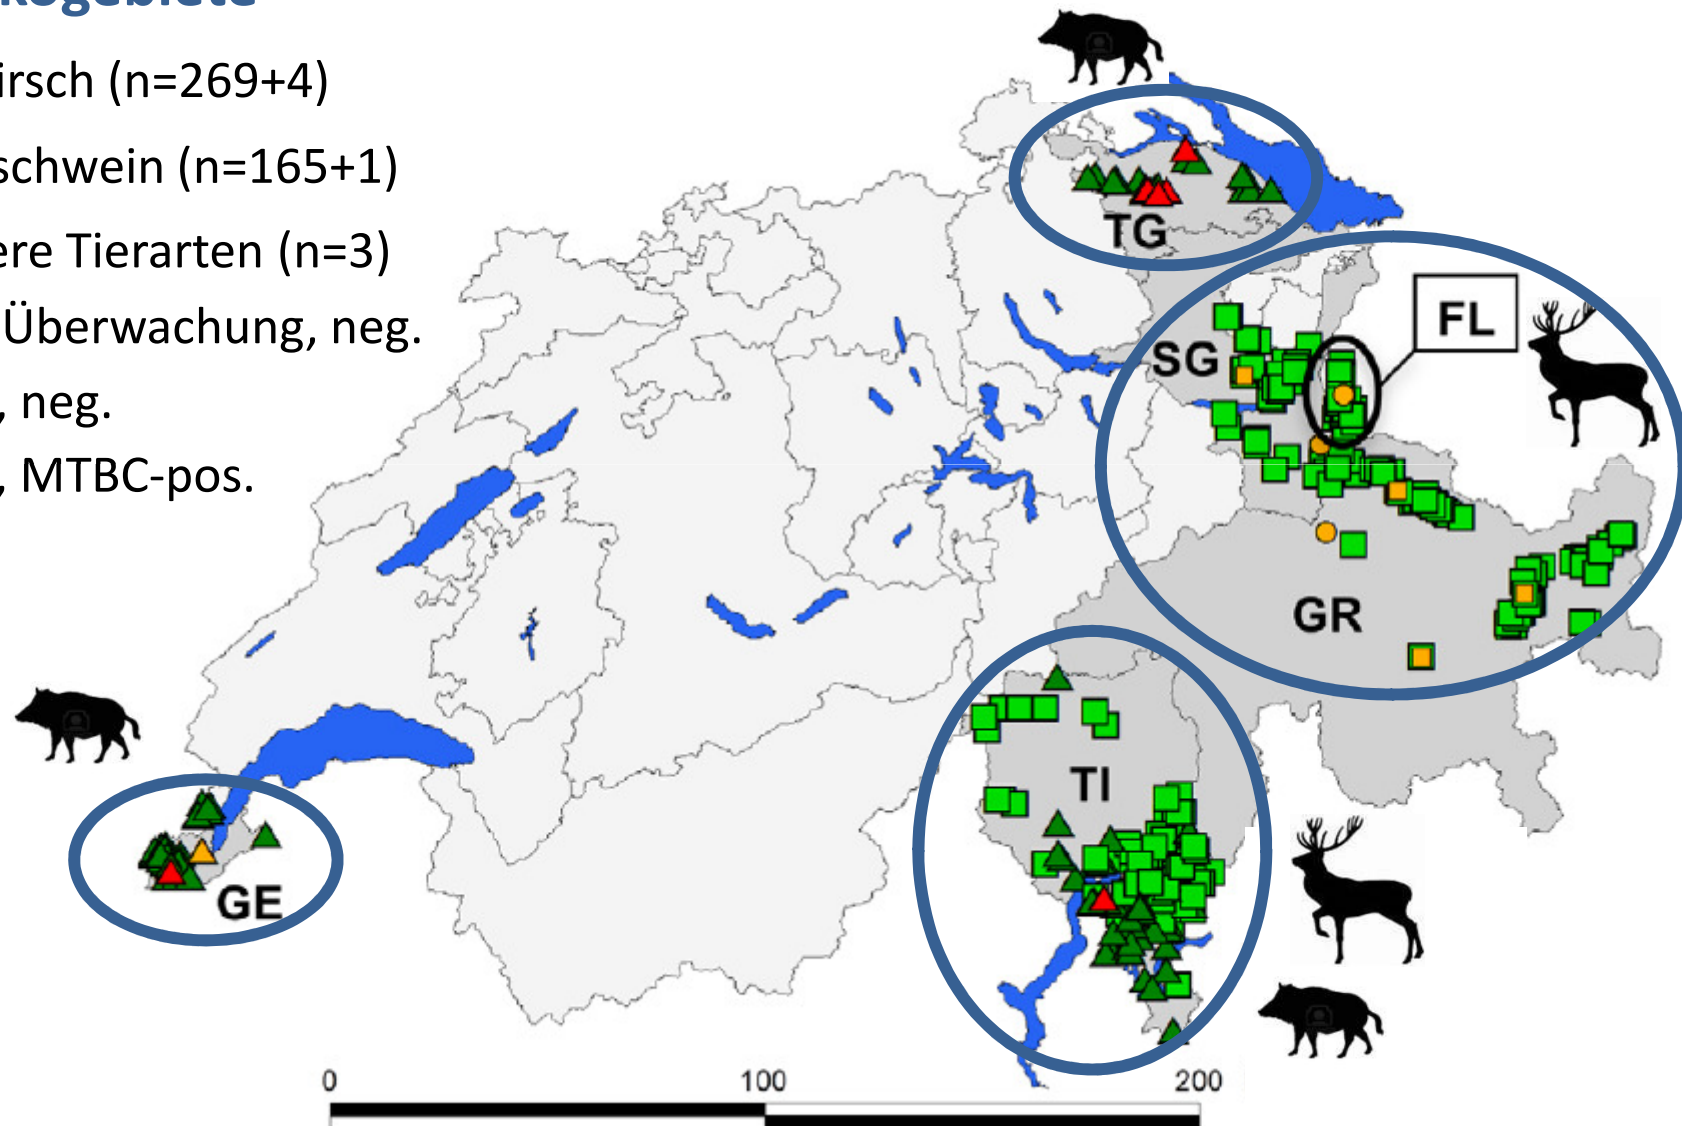 kogebiete
irsch (n=269+4)
schwein (n=165+1)
ere Tierarten (n=3)
Überwachung, neg.
, neg.
, MTBC-pos.
TG
FL
SG
GR
TI
GE
0 100 200